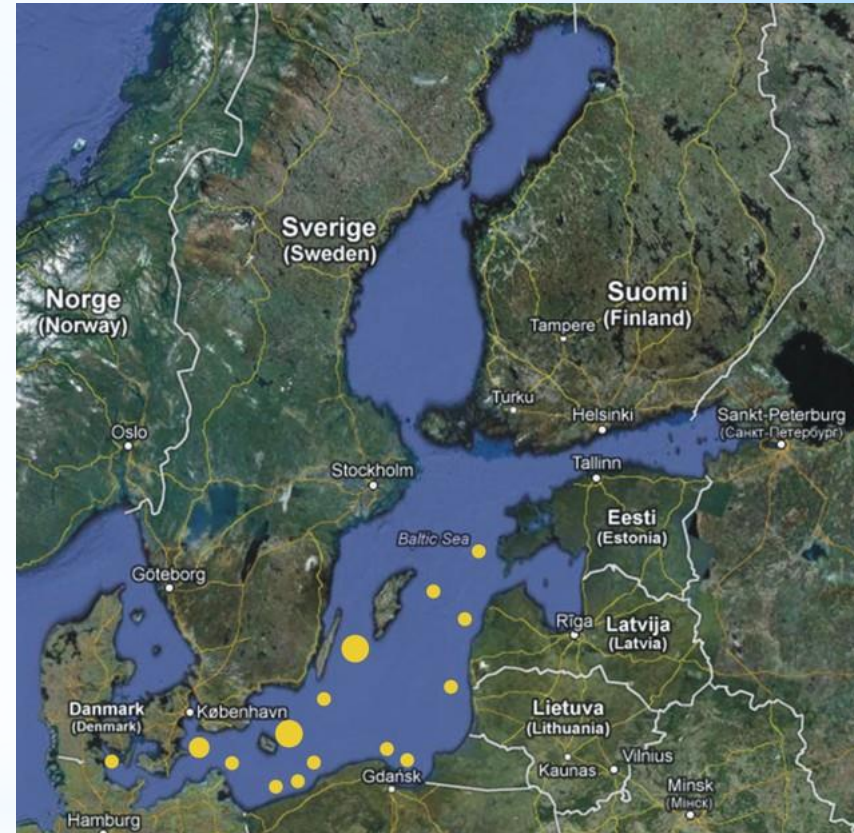 Sverige
(Sweden)
Norge
(Norway)
Suomi
(Finland)
Tampere
Turku
Helsinki
Sankt-Peterburg
(Санкт-Петербург)
Oslo
Stockholm
Tallinn
Eesti
(Estonia)
Baltic Sea
Göteborg
Rīga
Latvija
(Latvia)
Danmark
(Denmark)
København
Lietuva
(Lithuania)
Kaunas
Vilnius
Gdańsk
Minsk
(Мінск)
Hamburg